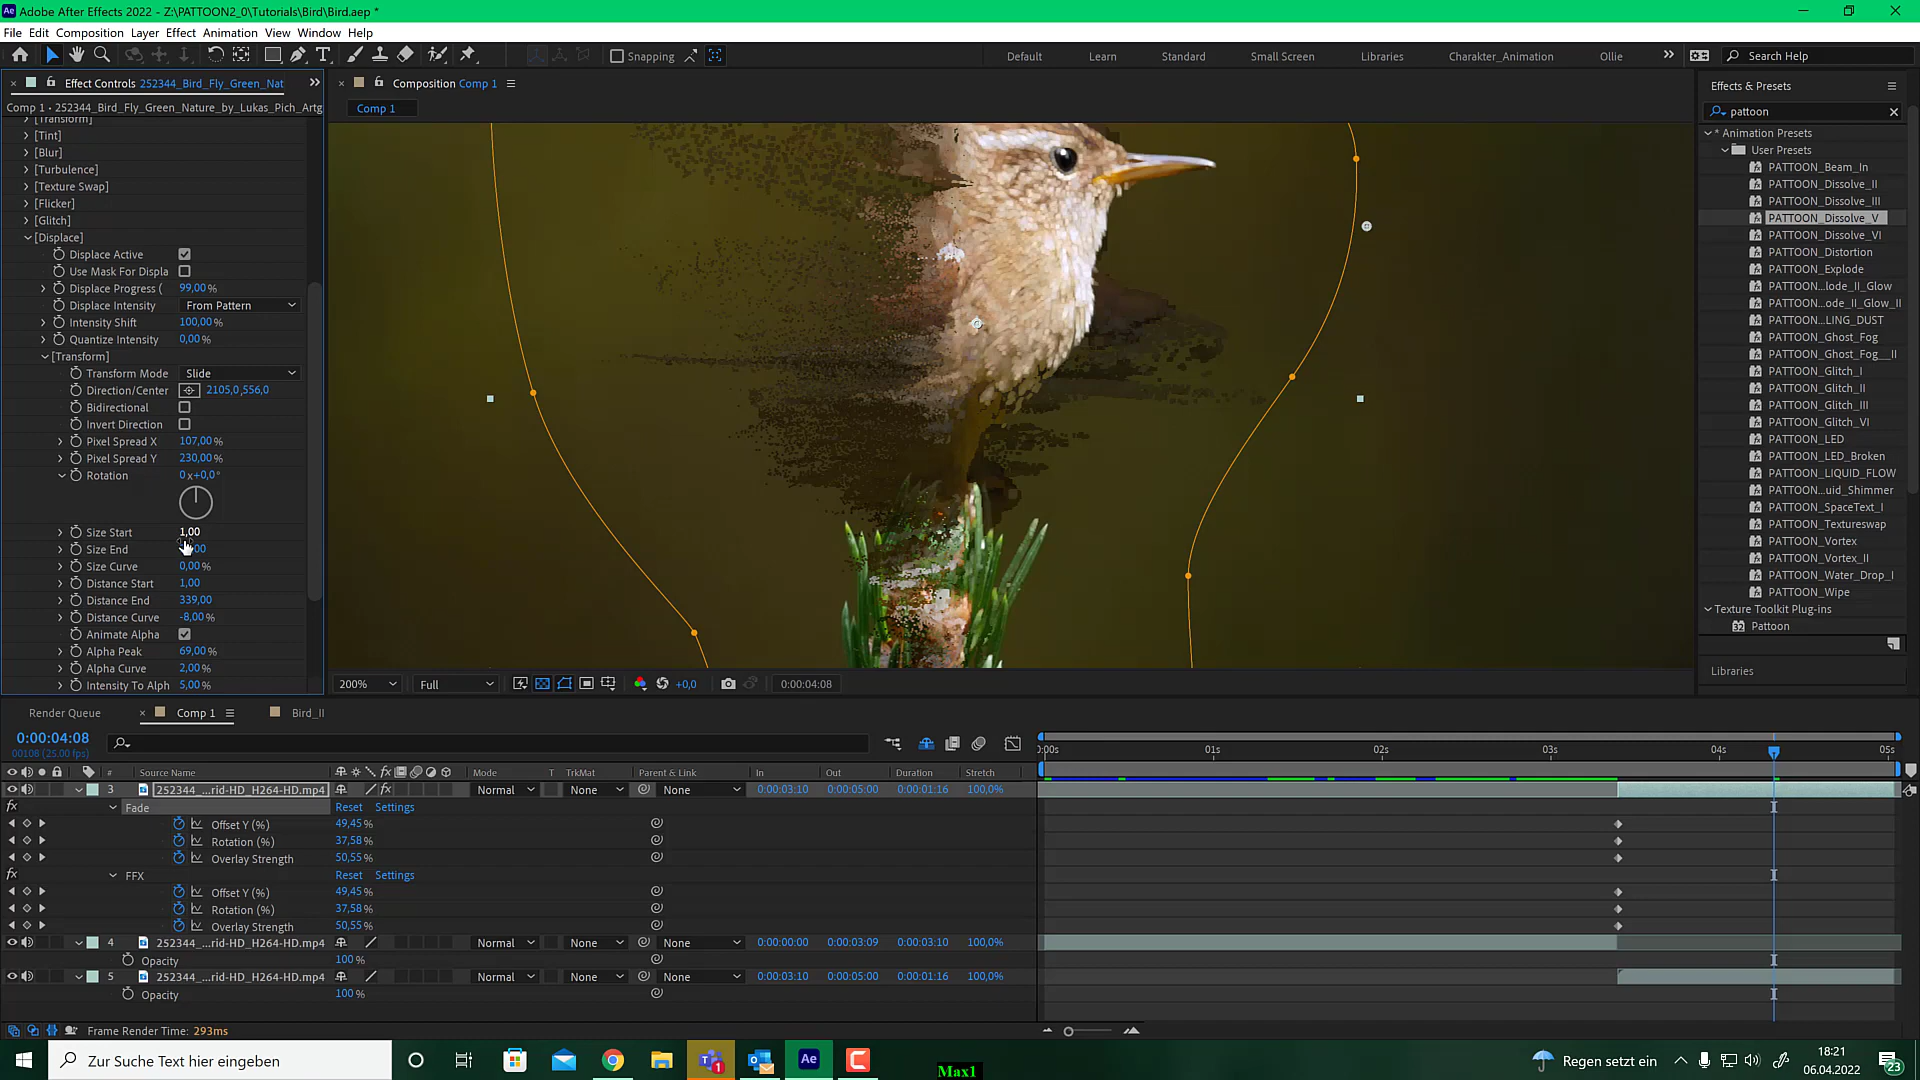 Adobe After Effects 2022 - Z:\PATTOON2_0\Tutorials\Bird\Bird.aep *
File Edit Composition Layer Effect Animation View Window Help
Snapping
Default Learn Standard Small Screen Libraries Charakter_Animation Ollie
Search Help
Effect Controls 252344_Bird_Fly_Green_Nat
Composition Comp 1
Effects & Presets
Comp 1 • 252344_Bird_Fly_Green_Nature_by_Lukas_Pich_Artg
Comp 1
pattoon
[Transform]
[Tint]
[Blur]
[Turbulence]
[Texture Swap]
[Flicker]
[Glitch]
[Displace]
Displace Active
Use Mask For Displa
Displace Progress ( 99,00 %
Displace Intensity From Pattern
Intensity Shift 100,00 %
Quantize Intensity 0,00 %
[Transform]
Transform Mode Slide
Direction/Center 2105,0,556,0
Bidirectional
Invert Direction
Pixel Spread X 107,00 %
Pixel Spread Y 230,00 %
Rotation 0 x+0,0°
Size Start 1,00
Size End
Size Curve 0,00 %
Distance Start 1,00
Distance End 339,00
Distance Curve -8,00 %
Animate Alpha
Alpha Peak 69,00 %
Alpha Curve 2,00 %
Intensity To Alph 5,00 %
* Animation Presets
User Presets
PATTOON_Beam_In
PATTOON_Dissolve_II
PATTOON_Dissolve_III
PATTOON_Dissolve_V
PATTOON_Dissolve_VI
PATTOON_Distortion
PATTOON_Explode
PATTOON...lode_II_Glow
PATTOON...ode_II_Glow_II
PATTOON...LING_DUST
PATTOON_Ghost_Fog
PATTOON_Ghost_Fog__II
PATTOON_Glitch_I
PATTOON_Glitch_II
PATTOON_Glitch_III
PATTOON_Glitch_VI
PATTOON_LED
PATTOON_LED_Broken
PATTOON_LIQUID_FLOW
PATTOON...uid_Shimmer
PATTOON_SpaceText_I
PATTOON_Textureswap
PATTOON_Vortex
PATTOON_Vortex_II
PATTOON_Water_Drop_I
PATTOON_Wipe
Texture Toolkit Plug-ins
32 Pattoon
Libraries
200% Full +0,0 0:00:04:08
Render Queue Comp 1 Bird_II
0:00:04:08
00108 (25.00 fps)
:00s 01s 02s 03s 04s 05s
# Source Name Mode T TrkMat Parent & Link In Out Duration Stretch
3 252344_...rid-HD_H264-HD.mp4 Normal None None 0:00:03:10 0:00:05:00 0:00:01:16 100,0%
fx Fade Reset Settings
Offset Y (%) 49,45 %
Rotation (%) 37,58 %
Overlay Strength 50,55 %
fx FFX Reset Settings
Offset Y (%) 49,45 %
Rotation (%) 37,58 %
Overlay Strength 50,55 %
4 252344_...rid-HD_H264-HD.mp4 Normal None None 0:00:00:00 0:00:03:09 0:00:03:10 100,0%
Opacity 100 %
5 252344_...rid-HD_H264-HD.mp4 Normal None None 0:00:03:10 0:00:05:00 0:00:01:16 100,0%
Opacity 100 %
Frame Render Time: 293ms
Zur Suche Text hier eingeben
Max1
Regen setzt ein
18:21
06.04.2022
23